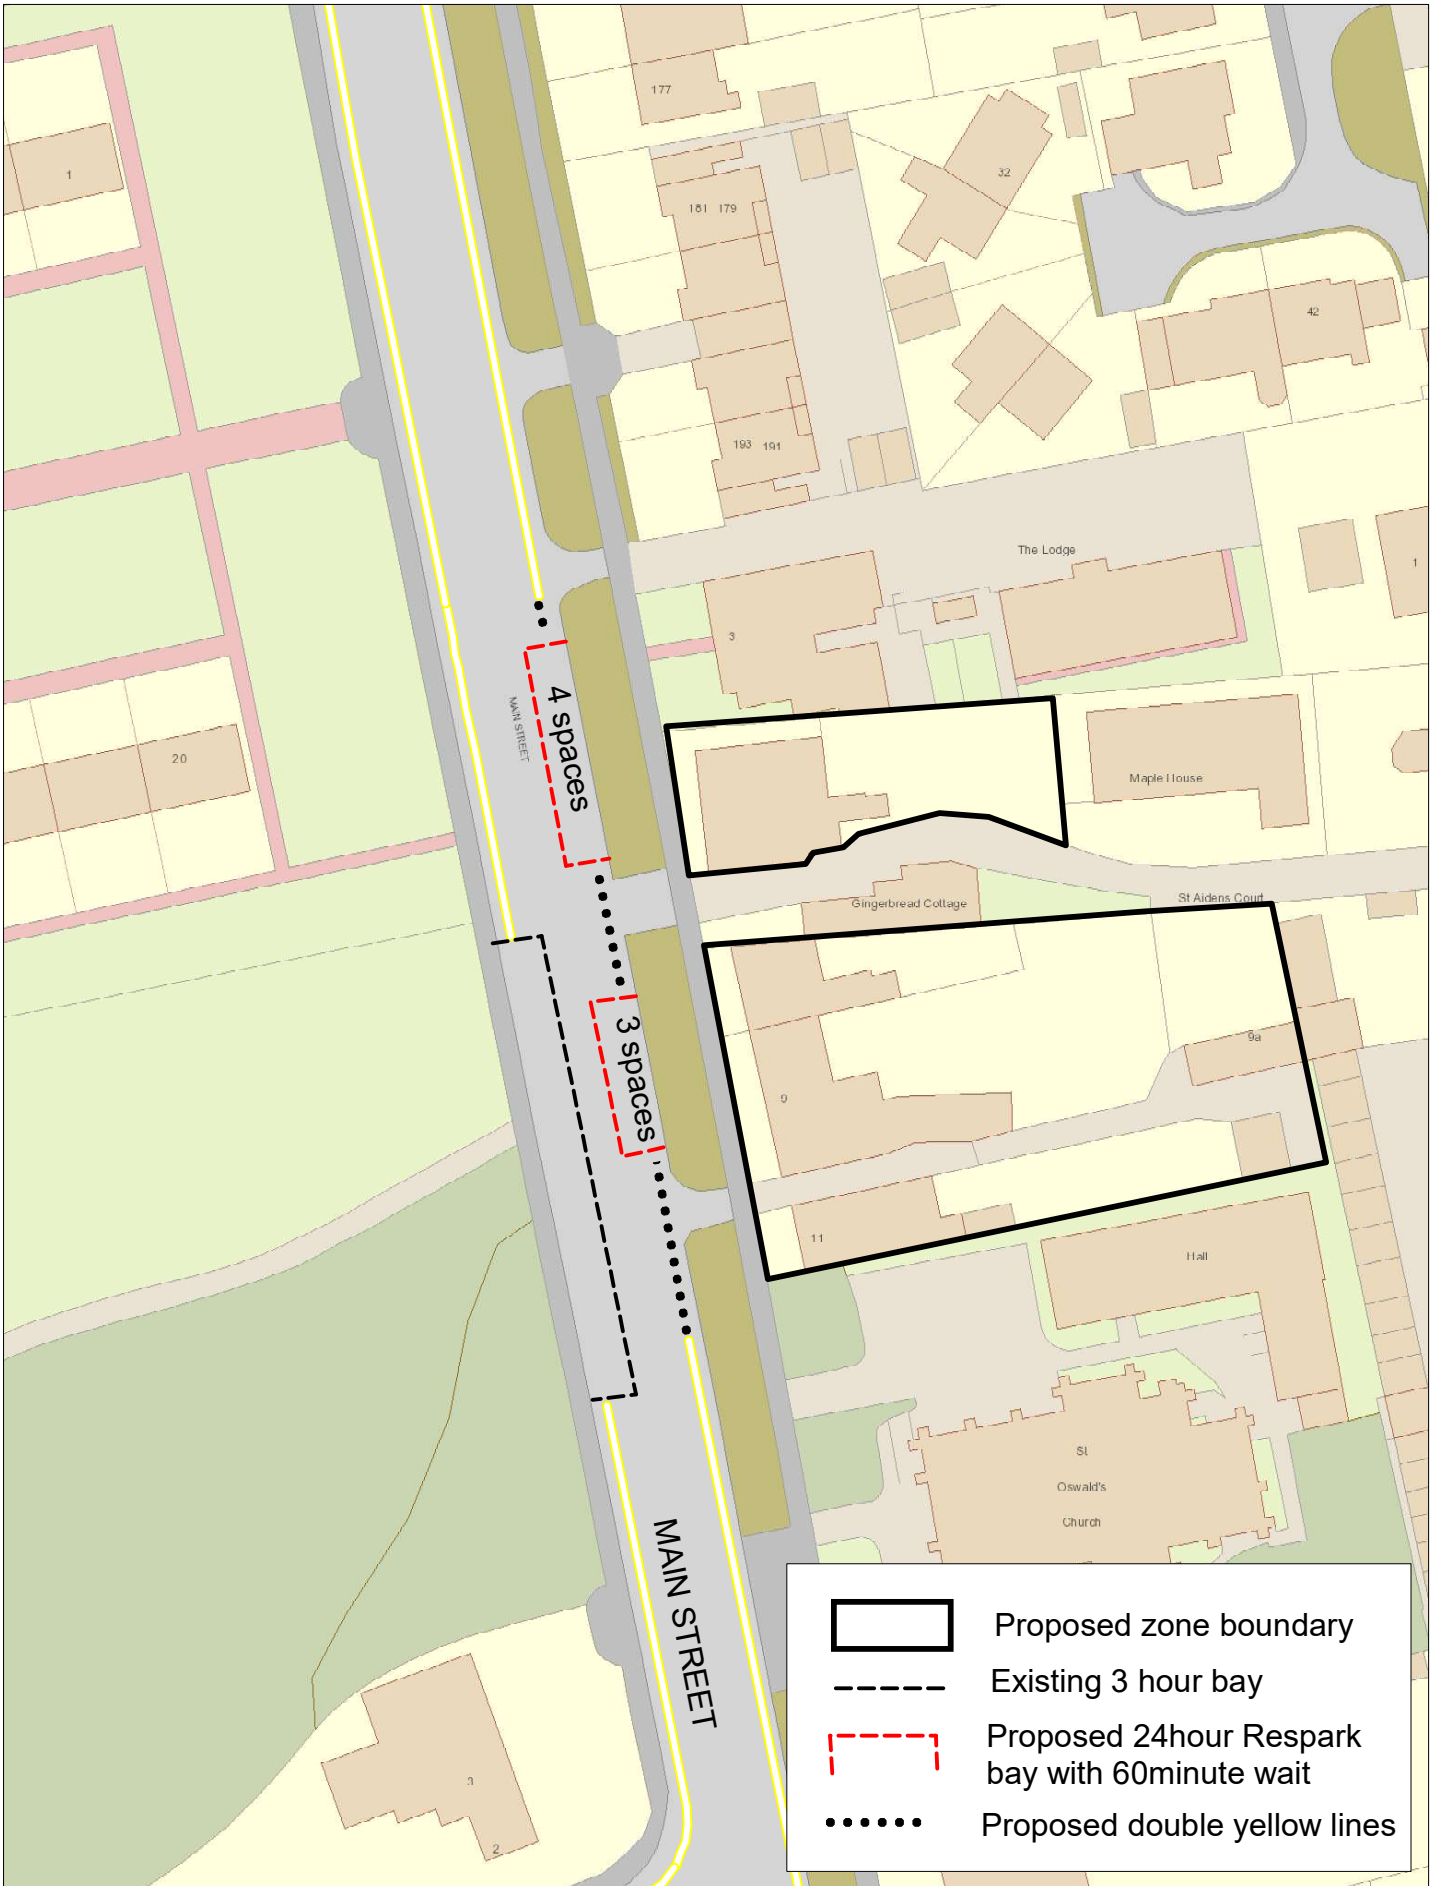 177
1
32
181 179
42
193 191
The Lodge
1
3
4 spaces
MAIN STREET
20
Maple House
St Aidens Court
Gingerbread Cottage
3 spaces
9a
9
11
Hall
St
Oswald's
Church
MAIN STREET
Proposed zone boundary
Existing 3 hour bay
Proposed 24hour Respark
bay with 60minute wait
Proposed double yellow lines
3
2